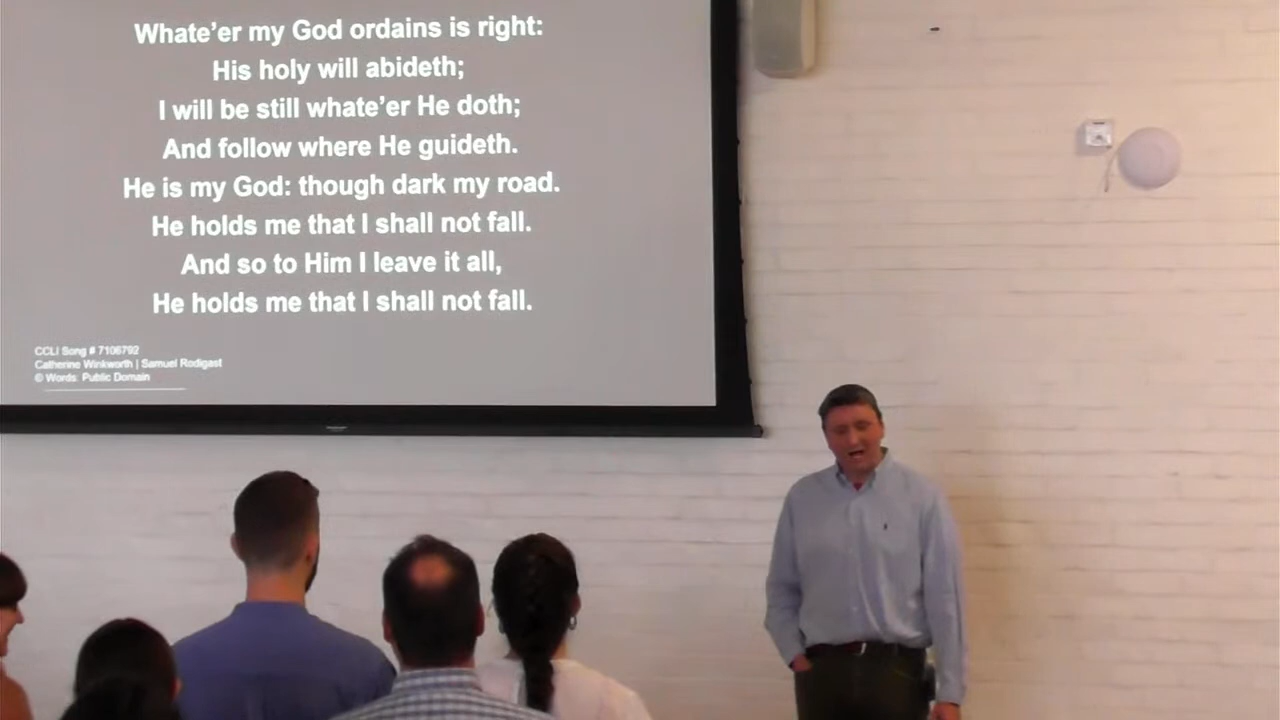 Whate’er my God ordains is right:
His holy will abideth;
I will be still whate’er He doth;
And follow where He guideth.
He is my God: though dark my road.
He holds me that I shall not fall.
And so to Him I leave it all,
He holds me that I shall not fall.
CCLI Song # 7106792
Catherine Winkworth | Samuel Rodigast
© Words: Public Domain